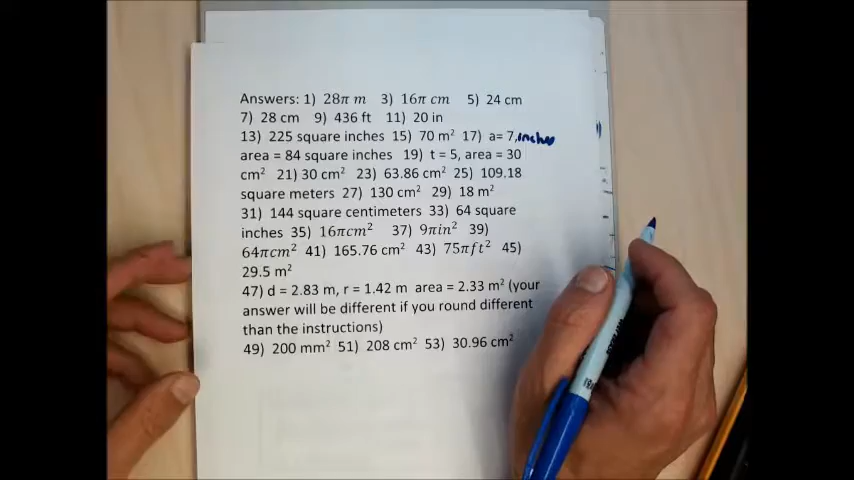 Answers: 1) 28π m 3) 16π cm 5) 24 cm
7) 28 cm 9) 436 ft 11) 20 in
13) 225 square inches 15) 70 m² 17) a= 7, inches
area = 84 square inches 19) t = 5, area = 30
cm² 21) 30 cm² 23) 63.86 cm² 25) 109.18
square meters 27) 130 cm² 29) 18 m²
31) 144 square centimeters 33) 64 square
inches 35) 16πcm² 37) 9πin² 39)
64πcm² 41) 165.76 cm² 43) 75πft² 45)
29.5 m²
47) d = 2.83 m, r = 1.42 m area = 2.33 m² (your
answer will be different if you round different
than the instructions)
49) 200 mm² 51) 208 cm² 53) 30.96 cm²